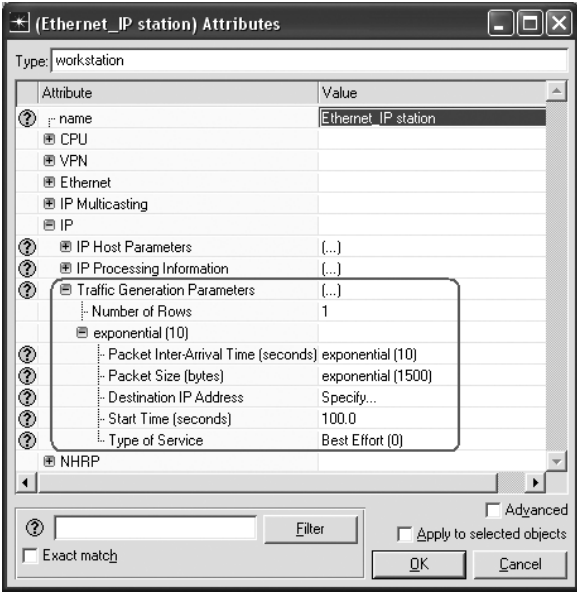 (Ethernet_IP station) Attributes
Type: workstation
Attribute Value
name Ethernet_IP station
CPU
VPN
Ethernet
IP Multicasting
IP
IP Host Parameters (...)
IP Processing Information (...)
Traffic Generation Parameters (...)
Number of Rows 1
exponential (10)
Packet Inter-Arrival Time (seconds) exponential (10)
Packet Size (bytes) exponential (1500)
Destination IP Address Specify...
Start Time (seconds) 100.0
Type of Service Best Effort (0)
NHRP
Advanced
Filter Apply to selected objects
Exact match OK Cancel